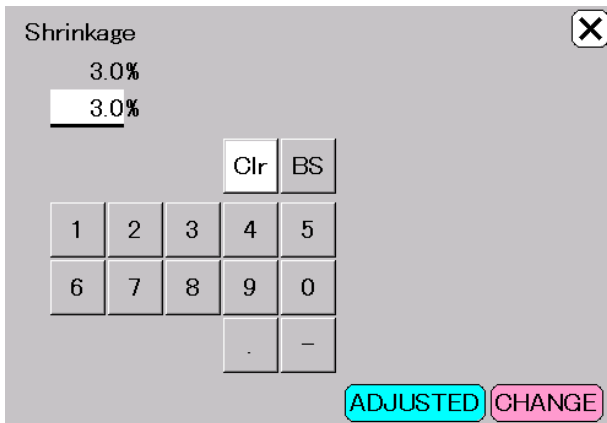 Shrinkage
3.0%
3.0%
Clr BS
1 2 3 4 5
6 7 8 9 0
. -
ADJUSTED CHANGE